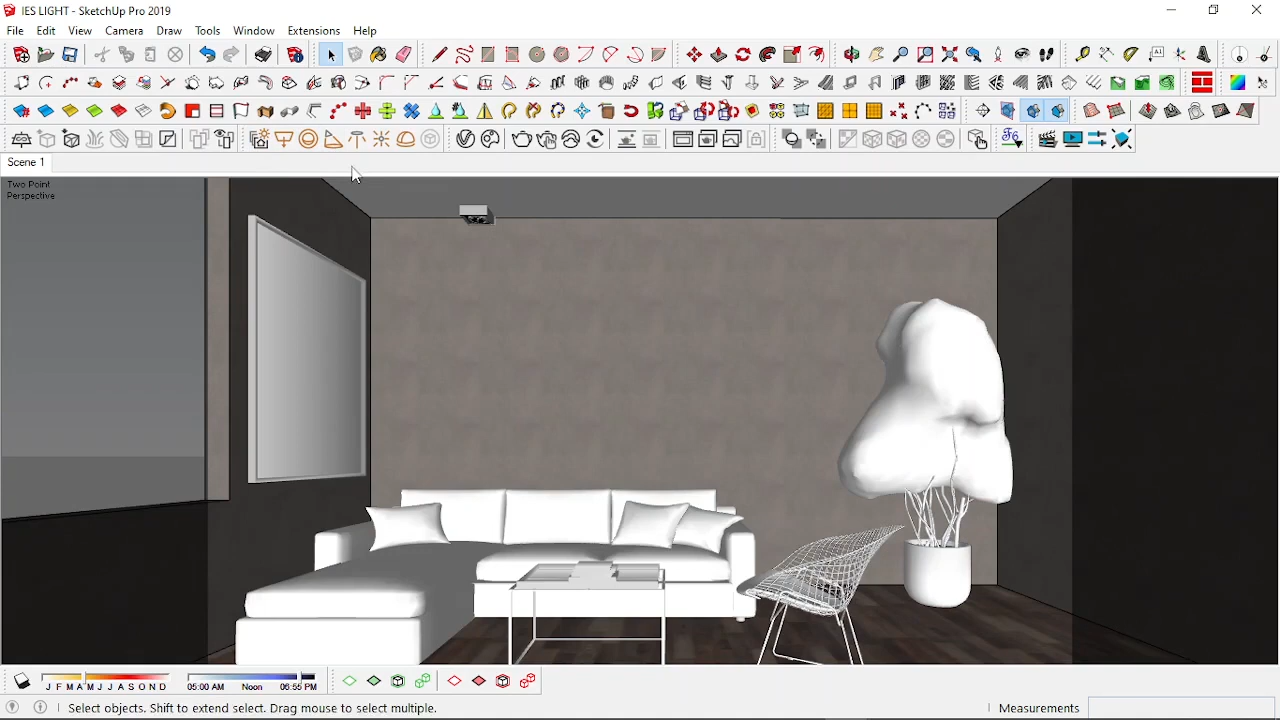 IES LIGHT - SketchUp Pro 2019
File Edit View Camera Draw Tools Window Extensions Help
Scene 1
Two Point
Perspective
J F M A M J J A S O N D
05:00 AM Noon 06:55 PM
Select objects. Shift to extend select. Drag mouse to select multiple.
Measurements